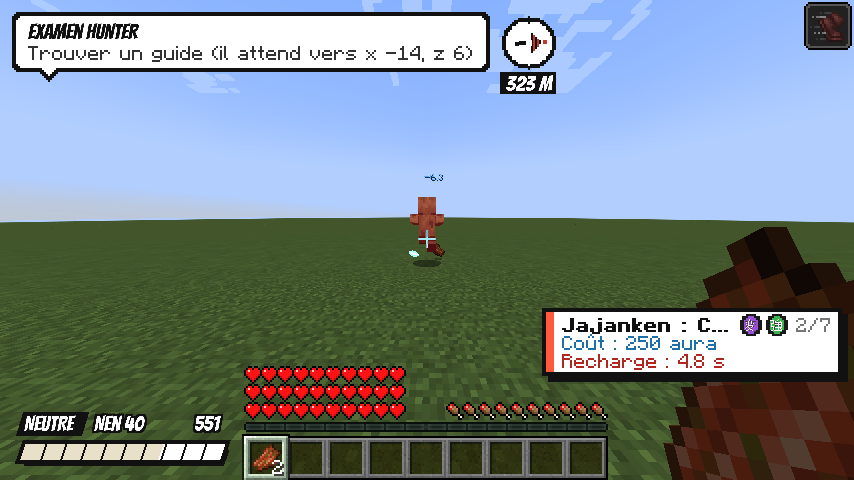 EXAMEN HUNTER
Trouver un guide (il attend vers x -14, z 6)
323 M
-6.3
Jajanken : C... 2/7
Coût : 250 aura
Recharge : 4.8 s
NEUTRE NEN 40 551
2